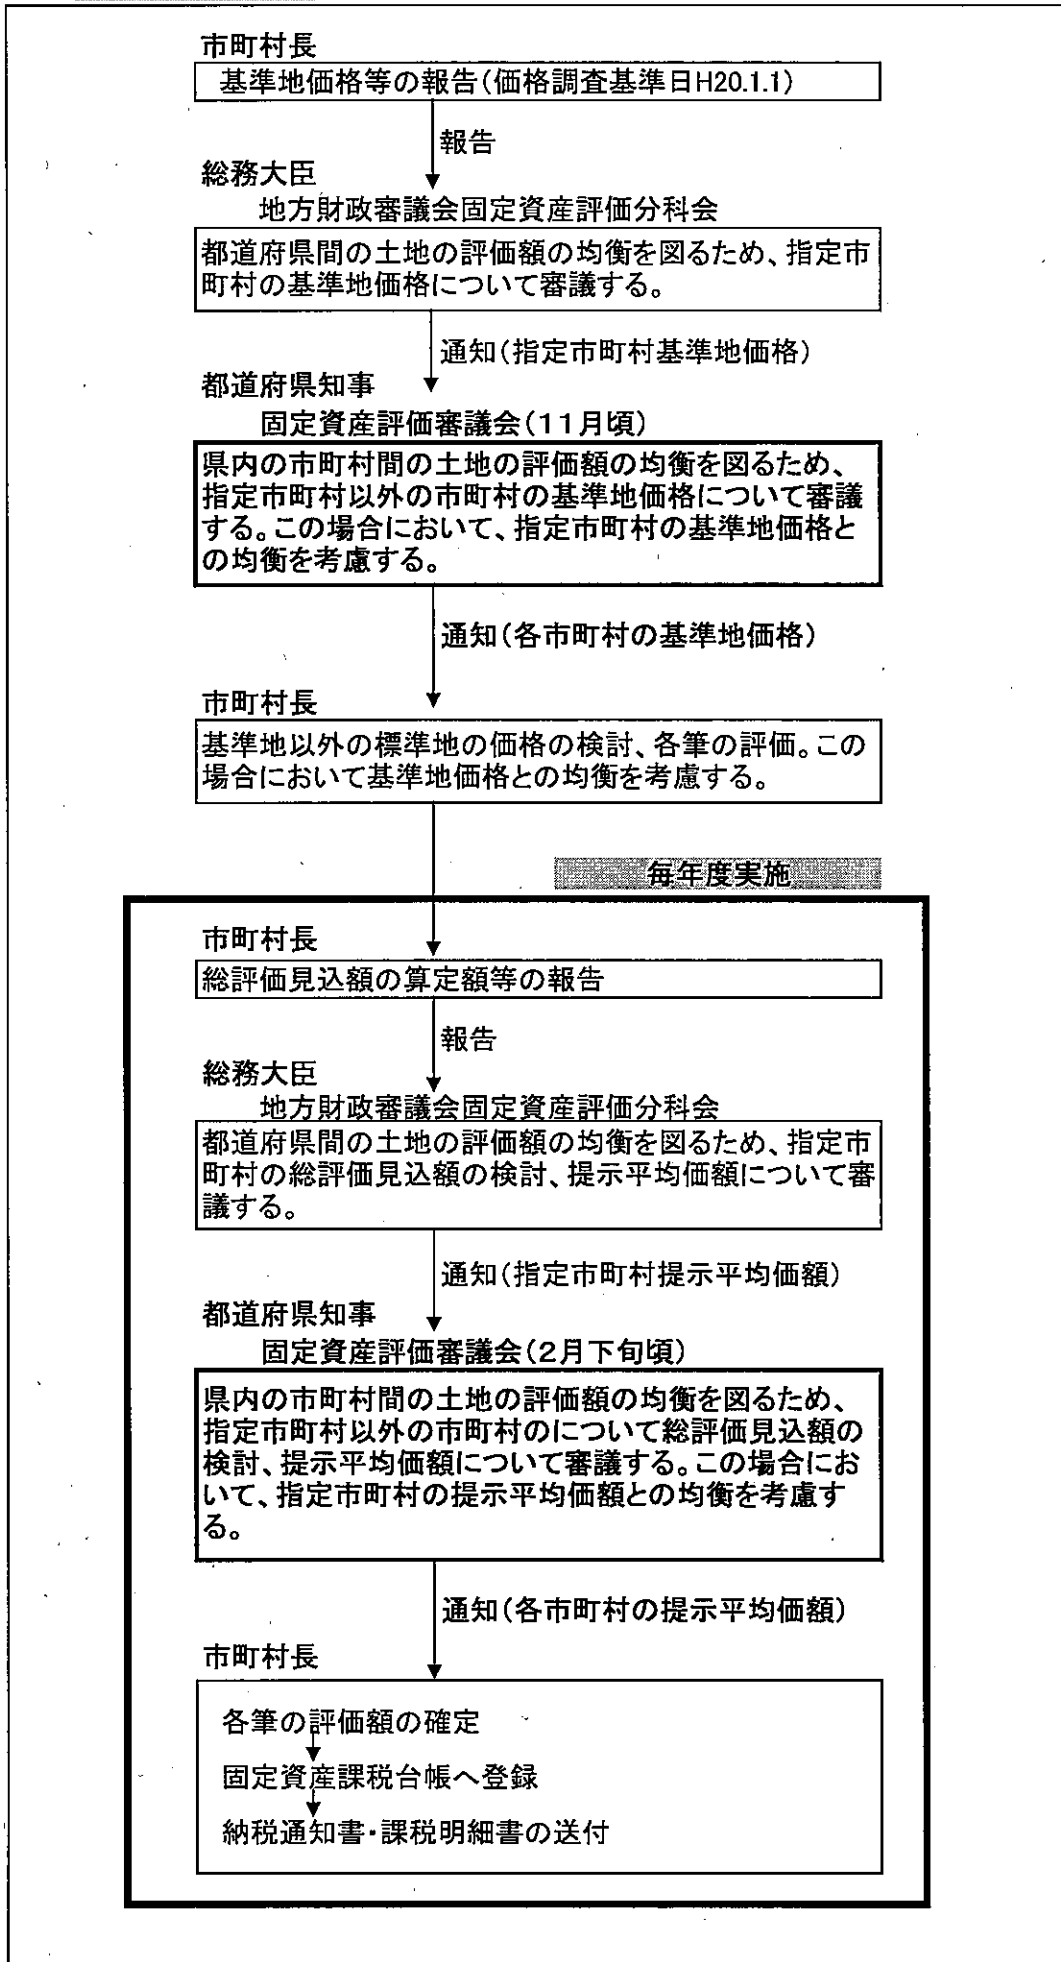 市町村長
基準地価格等の報告(価格調査基準日H20.1.1)
報告
総務大臣
地方財政審議会固定資産評価分科会
都道府県間の土地の評価額の均衡を図るため、指定市
町村の基準地価格について審議する。
通知(指定市町村基準地価格)
都道府県知事
固定資産評価審議会(11月頃)
県内の市町村間の土地の評価額の均衡を図るため、
指定市町村以外の市町村の基準地価格について審議
する。この場合において、指定市町村の基準地価格と
の均衡を考慮する。
通知(各市町村の基準地価格)
市町村長
基準地以外の標準地の価格の検討、各筆の評価。この
場合において基準地価格との均衡を考慮する。
毎年度実施
市町村長
総評価見込額の算定額等の報告
報告
総務大臣
地方財政審議会固定資産評価分科会
都道府県間の土地の評価額の均衡を図るため、指定市
町村の総評価見込額の検討、提示平均価額について審
議する。
通知(指定市町村提示平均価額)
都道府県知事
固定資産評価審議会(2月下旬頃)
県内の市町村間の土地の評価額の均衡を図るため、
指定市町村以外の市町村のについて総評価見込額の
検討、提示平均価額について審議する。この場合にお
いて、指定市町村の提示平均価額との均衡を考慮す
る。
通知(各市町村の提示平均価額)
市町村長
各筆の評価額の確定
固定資産課税台帳へ登録
納税通知書・課税明細書の送付